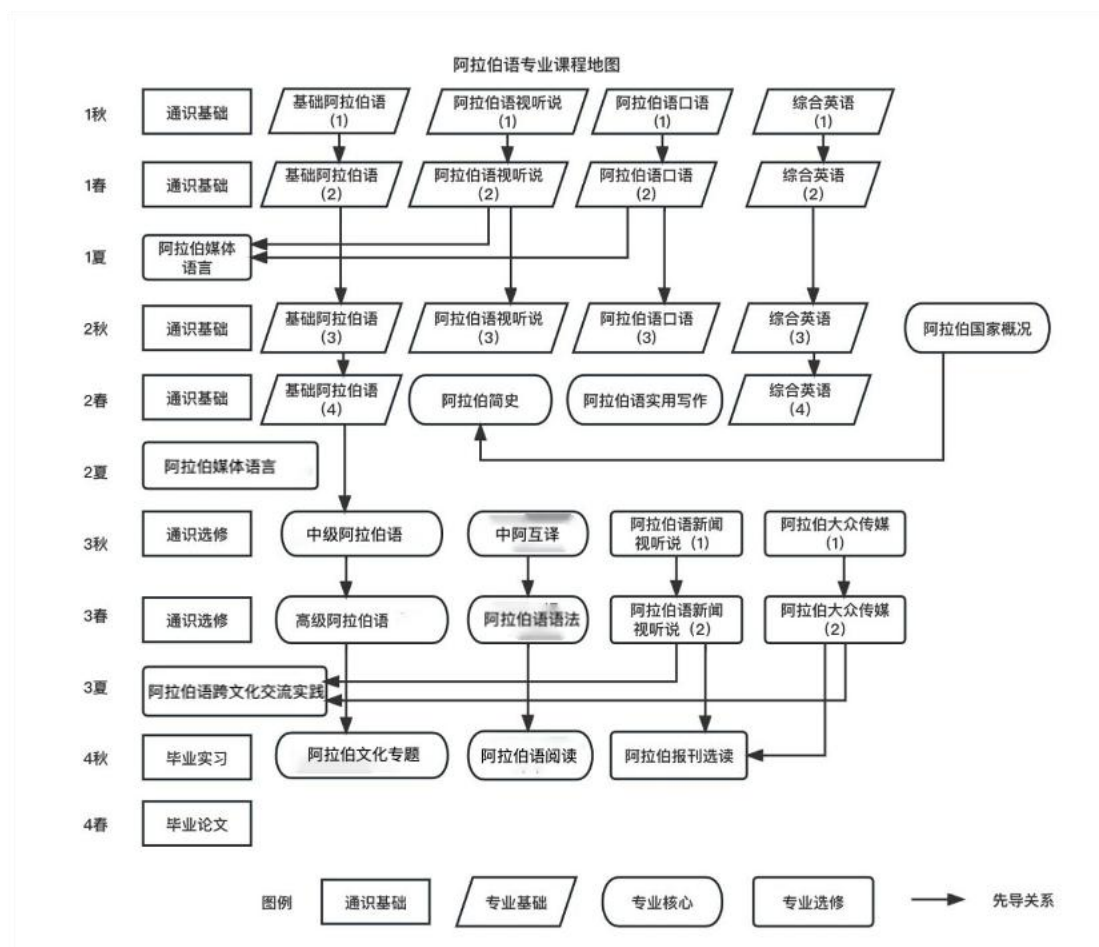 阿拉伯语专业课程地图
1秋
通识基础
基础阿拉伯语
(1)
阿拉伯语视听说
(1)
阿拉伯语口语
(1)
综合英语
(1)
1春
通识基础
基础阿拉伯语
(2)
阿拉伯语视听说
(2)
阿拉伯语口语
(2)
综合英语
(2)
1夏
阿拉伯媒体
语言
2秋
通识基础
基础阿拉伯语
(3)
阿拉伯语视听说
(3)
阿拉伯语口语
(3)
综合英语
(3)
阿拉伯国家概况
2春
通识基础
基础阿拉伯语
(4)
阿拉伯简史
阿拉伯语实用写作
综合英语
(4)
2夏
阿拉伯媒体语言
3秋
通识选修
中级阿拉伯语
中阿互译
阿拉伯语新闻
视听说（1）
阿拉伯大众传媒
(1)
3春
通识选修
高级阿拉伯语
阿拉伯语语法
阿拉伯语新闻
视听说（2）
阿拉伯大众传媒
(2)
3夏
阿拉伯语跨文化交流实践
4秋
毕业实习
阿拉伯文化专题
阿拉伯语阅读
阿拉伯报刊选读
4春
毕业论文
图例
通识基础
专业基础
专业核心
专业选修
先导关系